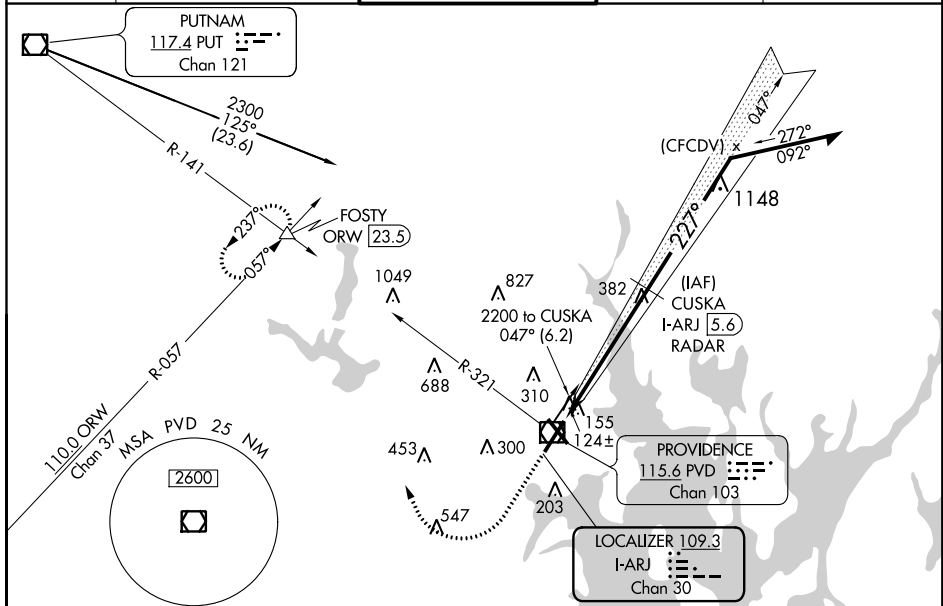 PUTNAM
117.4 PUT
Chan 121
2300
125°
(23.6)
R-141
237°
057°
FOSTY
ORW 23.5
047°
(CFCDV) x
272°
092°
1148
227°
1049
827
382
(IAF)
CUSKA
I-ARJ 5.6
RADAR
2200 to CUSKA
047° (6.2)
R-321
R-057
688
310
155
124±
110.0 ORW
Chan 37
MSA PVD 25 NM
2600
453
300
PROVIDENCE
115.6 PVD
Chan 103
547
203
LOCALIZER 109.3
I-ARJ
Chan 30